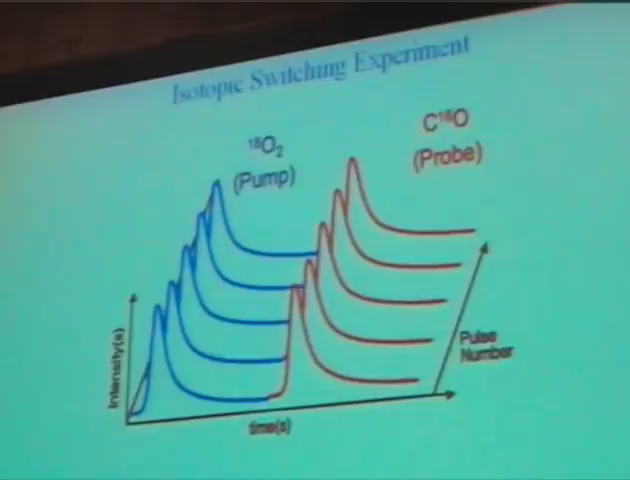 Isotopic Switching Experiment
¹⁸O₂
(Pump)
C¹⁶O
(Probe)
Intensity(s)
time(s)
Pulse
Number